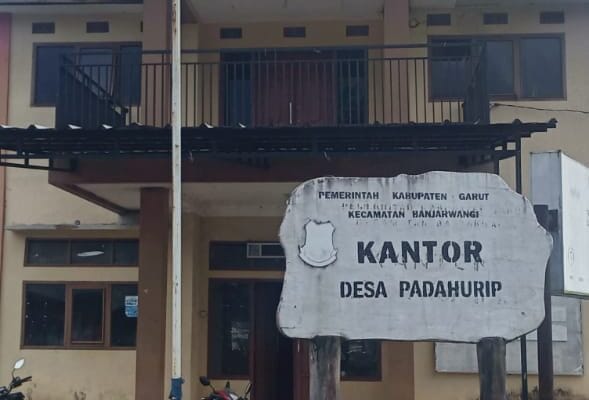 PEMERINTAH KABUPATEN GARUT
KECAMATAN BANJARWANGI
KANTOR
DESA PADAHURIP